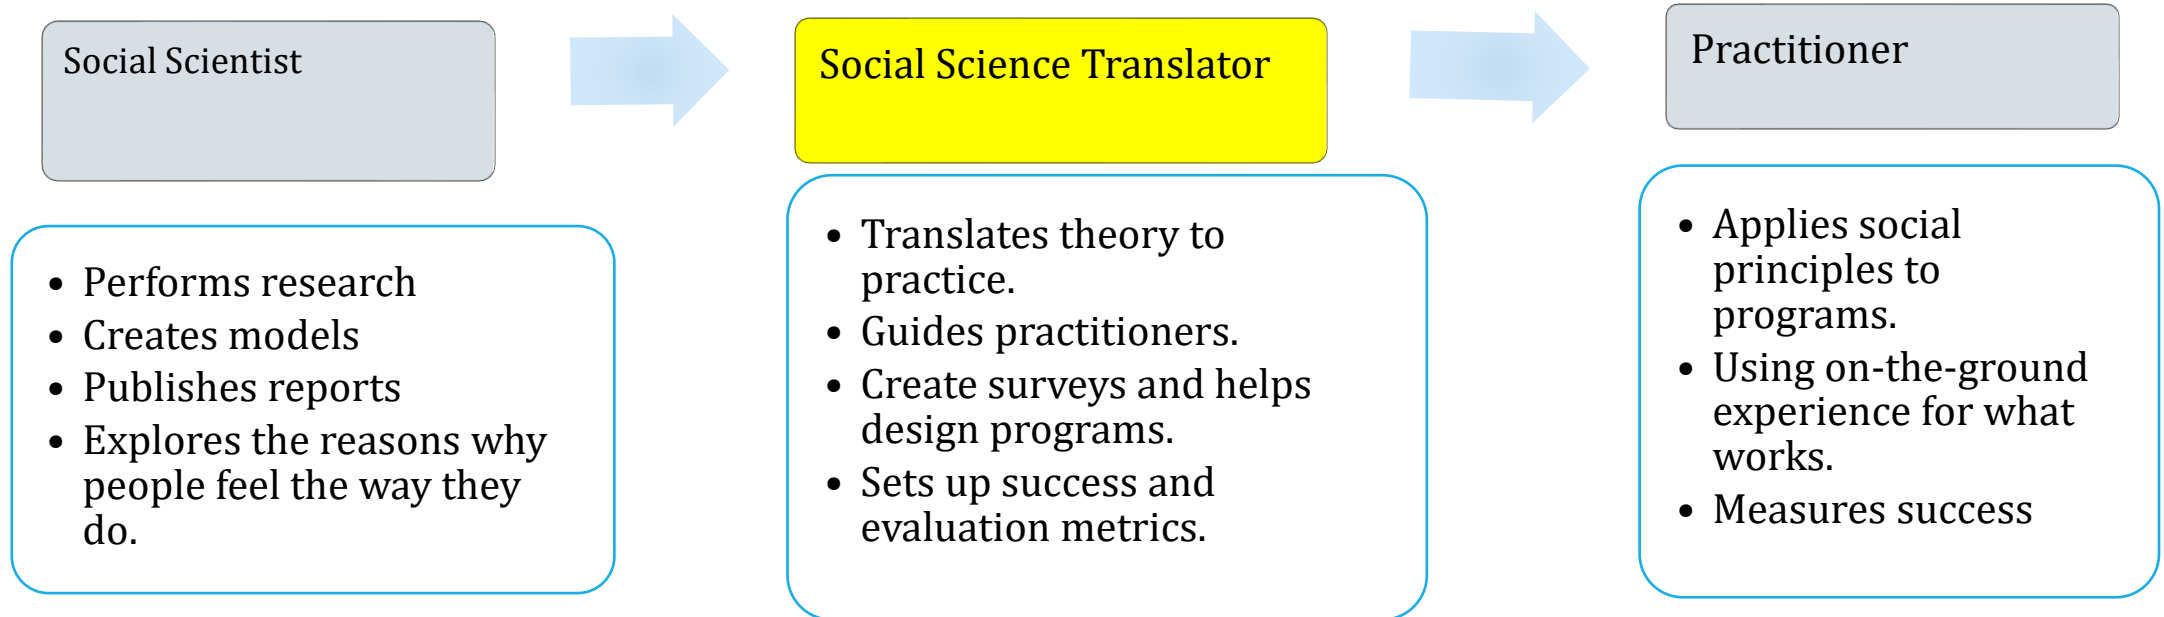 Social Scientist
• Performs research
• Creates models
• Publishes reports
• Explores the reasons why
people feel the way they
do.
Social Science Translator
• Translates theory to
practice.
• Guides practitioners.
• Create surveys and helps
design programs.
• Sets up success and
evaluation metrics.
Practitioner
• Applies social
principles to
programs.
• Using on-the-ground
experience for what
works.
• Measures success